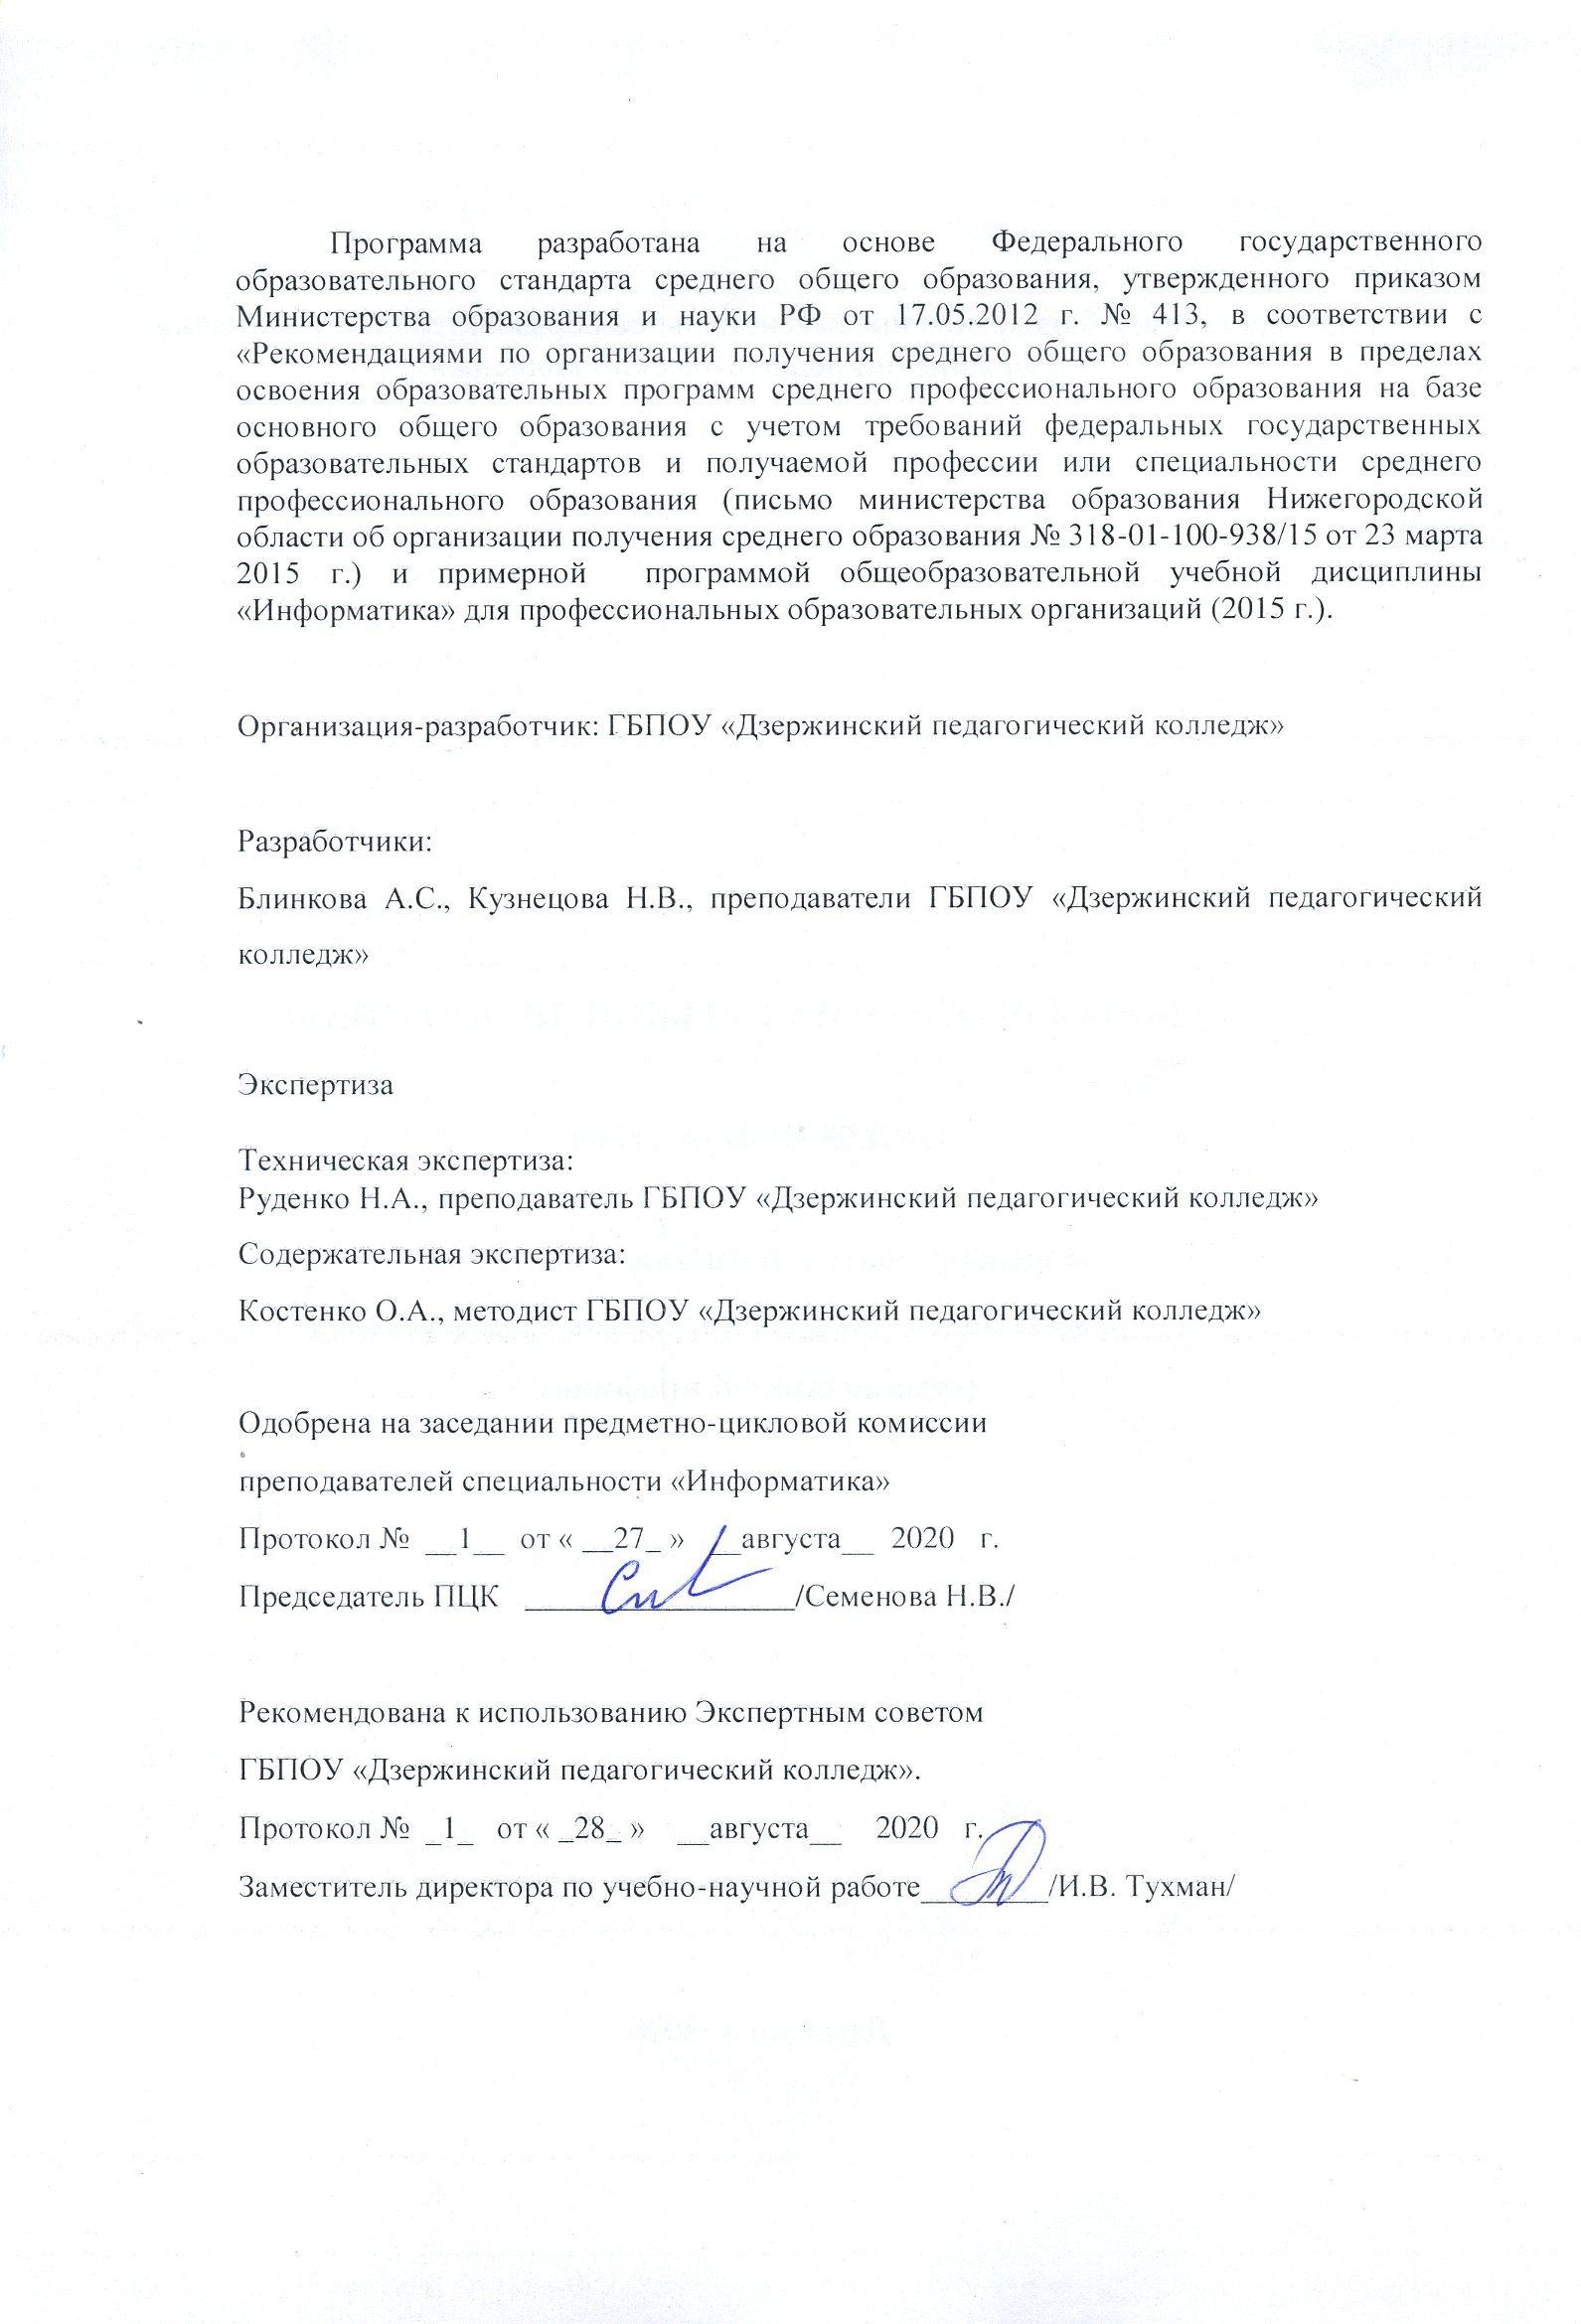 Программа разработана на основе Федерального государственного
образовательного стандарта среднего общего образования, утвержденного приказом
Министерства образования и науки РФ от 17.05.2012 г. № 413, в соответствии с
«Рекомендациями по организации получения среднего общего образования в пределах
освоения образовательных программ среднего профессионального образования на базе
основного общего образования с учетом требований федеральных государственных
образовательных стандартов и получаемой профессии или специальности среднего
профессионального образования (письмо министерства образования Нижегородской
области об организации получения среднего образования № 318-01-100-938/15 от 23 марта
2015 г.) и примерной программой общеобразовательной учебной дисциплины
«Информатика» для профессиональных образовательных организаций (2015 г.).
Организация-разработчик: ГБПОУ «Дзержинский педагогический колледж»
Разработчики:
Блинкова А.С., Кузнецова Н.В., преподаватели ГБПОУ «Дзержинский педагогический
колледж»
Экспертиза
Техническая экспертиза:
Руденко Н.А., преподаватель ГБПОУ «Дзержинский педагогический колледж»
Содержательная экспертиза:
Костенко О.А., методист ГБПОУ «Дзержинский педагогический колледж»
Одобрена на заседании предметно-цикловой комиссии
преподавателей специальности «Информатика»
Протокол № __1__ от « __27_ » __августа__ 2020 г.
Председатель ПЦК _________________/Семенова Н.В./
Рекомендована к использованию Экспертным советом
ГБПОУ «Дзержинский педагогический колледж».
Протокол № _1_ от « _28_ » __августа__ 2020 г.
Заместитель директора по учебно-научной работе________/И.В. Тухман/